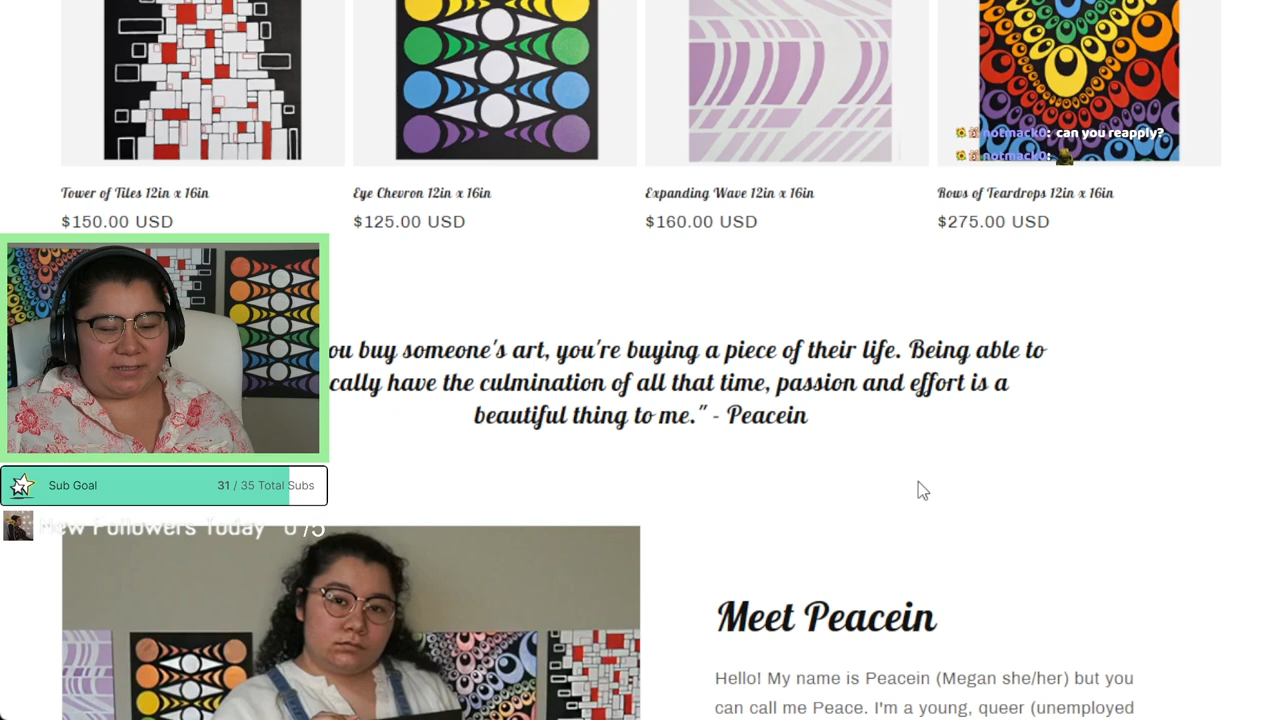 notmack0: can you reapply?
notmack0:
Tower of Tiles 12in x 16in
$150.00 USD
Eye Chevron 12in x 16in
$125.00 USD
Expanding Wave 12in x 16in
$160.00 USD
Rows of Teardrops 12in x 16in
$275.00 USD
ou buy someone's art, you're buying a piece of their life. Being able to
cally have the culmination of all that time, passion and effort is a
beautiful thing to me." - Peacein
Sub Goal 31 / 35 Total Subs
New Followers Today 0/5
Meet Peacein
Hello! My name is Peacein (Megan she/her) but you
can call me Peace. I'm a young, queer (unemployed